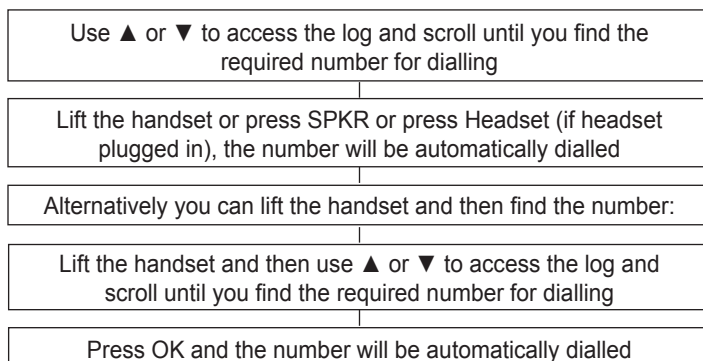 Use ▲ or ▼ to access the log and scroll until you find the
required number for dialling
Lift the handset or press SPKR or press Headset (if headset
plugged in), the number will be automatically dialled
Alternatively you can lift the handset and then find the number:
Lift the handset and then use ▲ or ▼ to access the log and
scroll until you find the required number for dialling
Press OK and the number will be automatically dialled